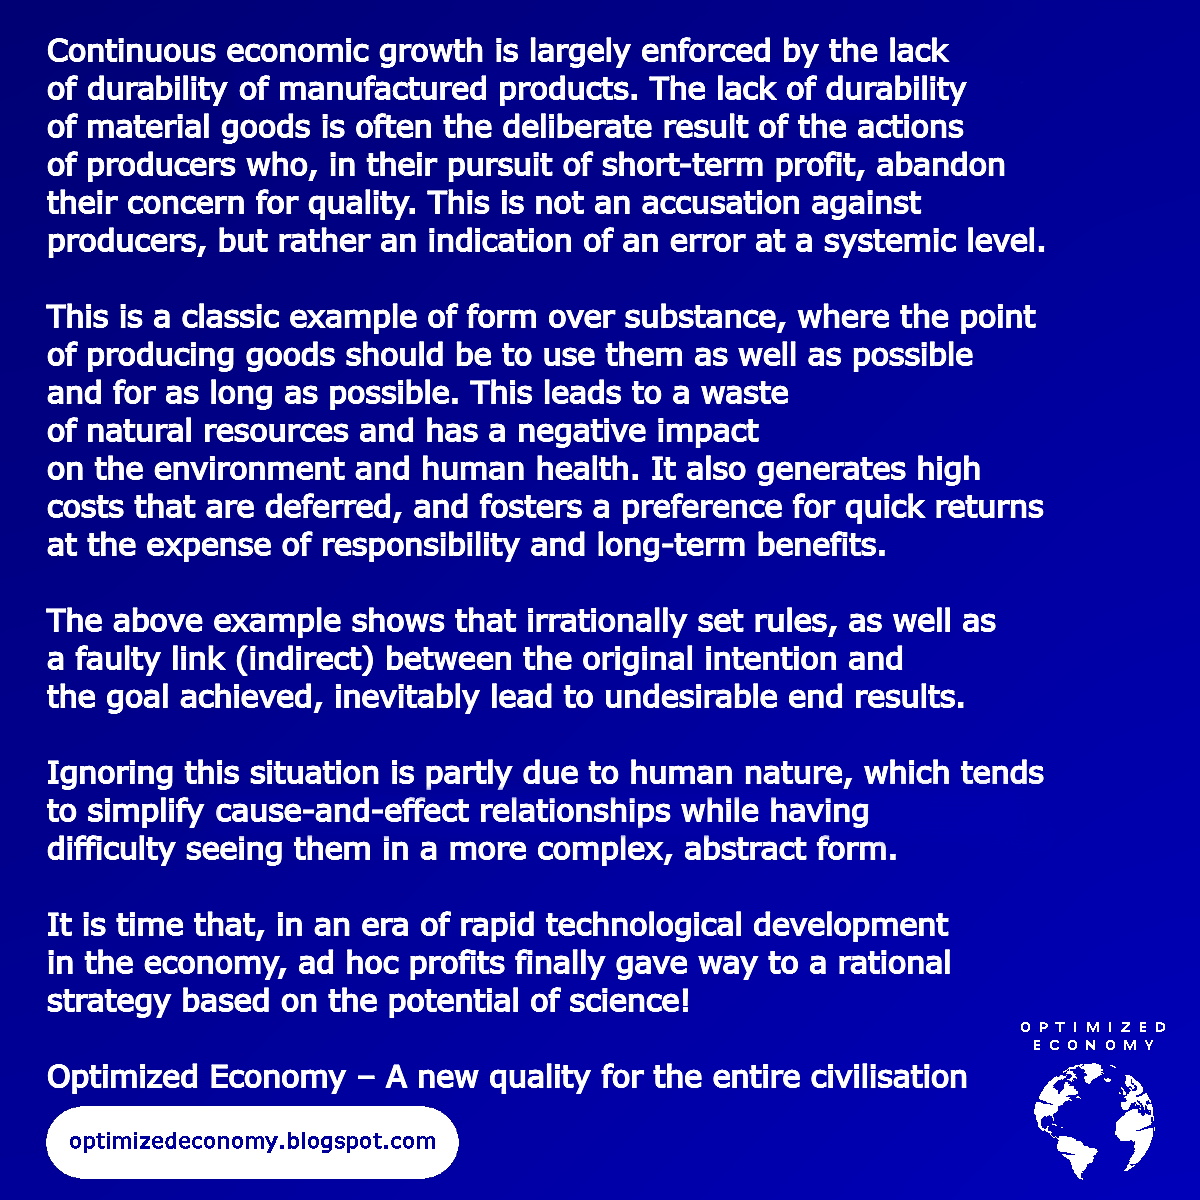 Continuous economic growth is largely enforced by the lack
of durability of manufactured products. The lack of durability
of material goods is often the deliberate result of the actions
of producers who, in their pursuit of short-term profit, abandon
their concern for quality. This is not an accusation against
producers, but rather an indication of an error at a systemic level.
This is a classic example of form over substance, where the point
of producing goods should be to use them as well as possible
and for as long as possible. This leads to a waste
of natural resources and has a negative impact
on the environment and human health. It also generates high
costs that are deferred, and fosters a preference for quick returns
at the expense of responsibility and long-term benefits.
The above example shows that irrationally set rules, as well as
a faulty link (indirect) between the original intention and
the goal achieved, inevitably lead to undesirable end results.
Ignoring this situation is partly due to human nature, which tends
to simplify cause-and-effect relationships while having
difficulty seeing them in a more complex, abstract form.
It is time that, in an era of rapid technological development
in the economy, ad hoc profits finally gave way to a rational
strategy based on the potential of science!
OPTIMIZED
ECONOMY
Optimized Economy – A new quality for the entire civilisation
optimizedeconomy.blogspot.com